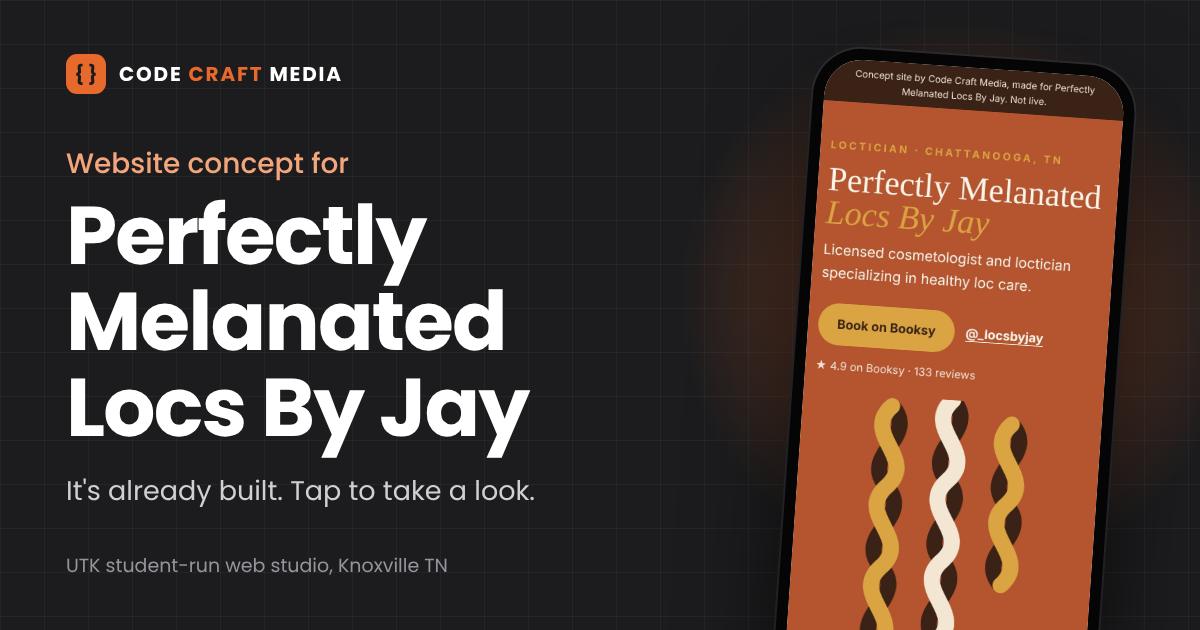 { } CODE CRAFT MEDIA
Website concept for
Perfectly
Melanated
Locs By Jay
It's already built. Tap to take a look.
UTK student-run web studio, Knoxville TN
Concept site by Code Craft Media, made for Perfectly
Melanated Locs By Jay. Not live.
LOCTICIAN · CHATTANOOGA, TN
Perfectly Melanated
Locs By Jay
Licensed cosmetologist and loctician
specializing in healthy loc care.
Book on Booksy @_locsbyjay
★ 4.9 on Booksy · 133 reviews